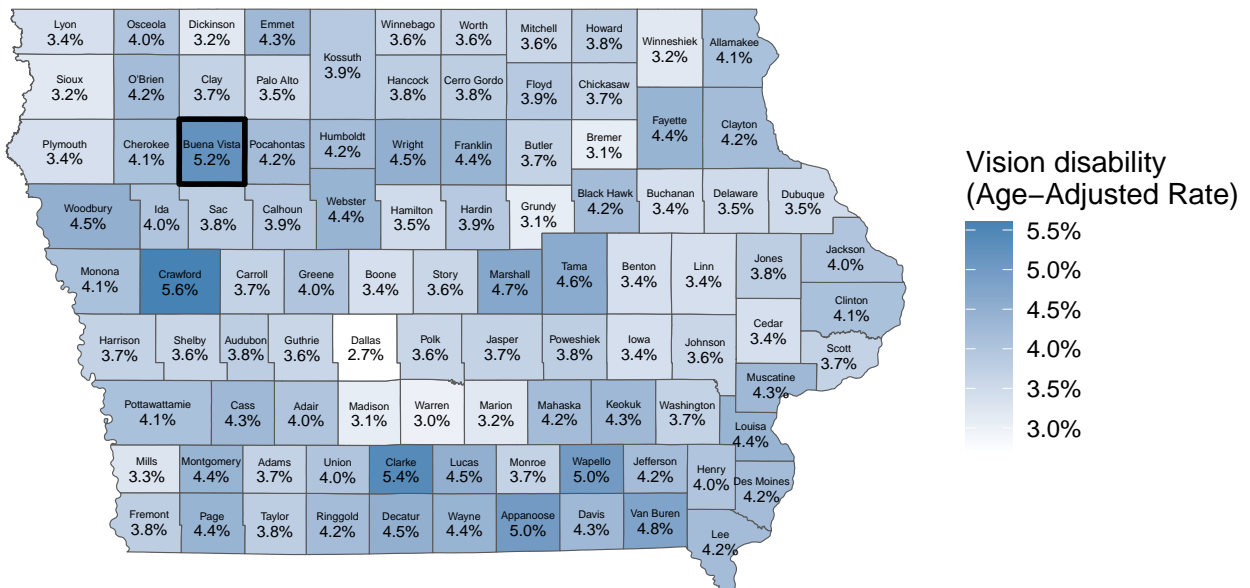 Lyon
3.4%
Osceola
4.0%
Dickinson
3.2%
Emmet
4.3%
Kossuth
3.9%
Winnebago
3.6%
Worth
3.6%
Mitchell
3.6%
Howard
3.8%
Winneshiek
3.2%
Allamakee
4.1%
Sioux
3.2%
O'Brien
4.2%
Clay
3.7%
Palo Alto
3.5%
Hancock
3.8%
Cerro Gordo
3.8%
Floyd
3.9%
Chickasaw
3.7%
Fayette
4.4%
Clayton
4.2%
Plymouth
3.4%
Cherokee
4.1%
Buena Vista
5.2%
Pocahontas
4.2%
Humboldt
4.2%
Wright
4.5%
Franklin
4.4%
Butler
3.7%
Bremer
3.1%
Woodbury
4.5%
Ida
4.0%
Sac
3.8%
Calhoun
3.9%
Webster
4.4%
Hamilton
3.5%
Hardin
3.9%
Grundy
3.1%
Black Hawk
4.2%
Buchanan
3.4%
Delaware
3.5%
Dubuque
3.5%
Monona
4.1%
Crawford
5.6%
Carroll
3.7%
Greene
4.0%
Boone
3.4%
Story
3.6%
Marshall
4.7%
Tama
4.6%
Benton
3.4%
Linn
3.4%
Jones
3.8%
Jackson
4.0%
Clinton
4.1%
Harrison
3.7%
Shelby
3.6%
Audubon
3.8%
Guthrie
3.6%
Dallas
2.7%
Polk
3.6%
Jasper
3.7%
Poweshiek
3.8%
Iowa
3.4%
Johnson
3.6%
Cedar
3.4%
Scott
3.7%
Muscatine
4.3%
Pottawattamie
4.1%
Cass
4.3%
Adair
4.0%
Madison
3.1%
Warren
3.0%
Marion
3.2%
Mahaska
4.2%
Keokuk
4.3%
Washington
3.7%
Louisa
4.4%
Mills
3.3%
Montgomery
4.4%
Adams
3.7%
Union
4.0%
Clarke
5.4%
Lucas
4.5%
Monroe
3.7%
Wapello
5.0%
Jefferson
4.2%
Henry
4.0%
Des Moines
4.2%
Fremont
3.8%
Page
4.4%
Taylor
3.8%
Ringgold
4.2%
Decatur
4.5%
Wayne
4.4%
Appanoose
5.0%
Davis
4.3%
Van Buren
4.8%
Lee
4.2%
Vision disability
(Age−Adjusted Rate)
5.5%
5.0%
4.5%
4.0%
3.5%
3.0%